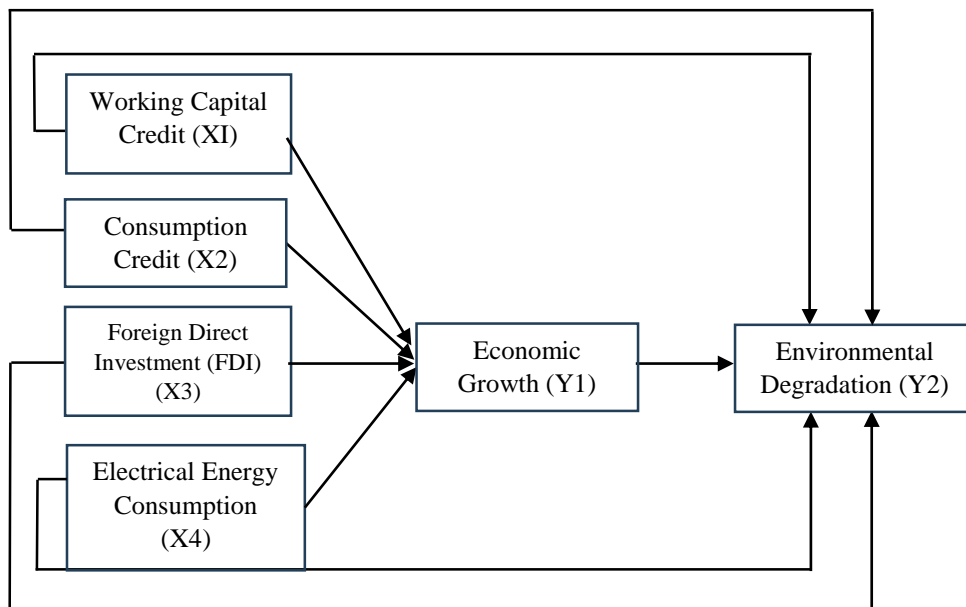 Working Capital
Credit (XI)
Consumption
Credit (X2)
Foreign Direct
Investment (FDI)
(X3)
Electrical Energy
Consumption
(X4)
Economic
Growth (Y1)
Environmental
Degradation (Y2)